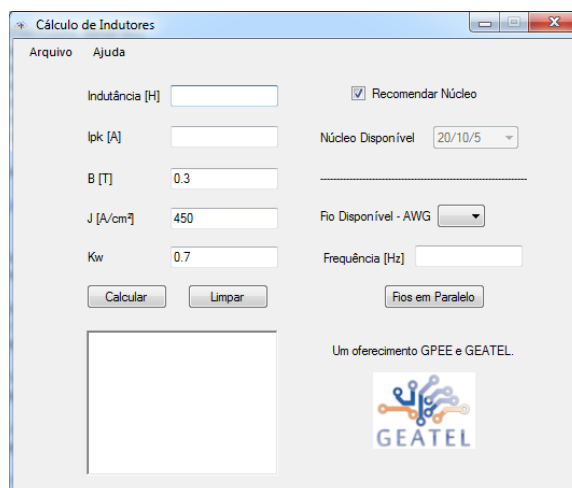 Cálculo de Indutores
Arquivo Ajuda
Indutância [H]
Recomendar Núcleo
Ipk [A]
Núcleo Disponível 20/10/5
B [T] 0.3
J [A/cm²] 450
Fio Disponível - AWG
Kw 0.7
Frequência [Hz]
Calcular Limpar
Fios em Paralelo
Um oferecimento GPEE e GEATEL.
GEATEL